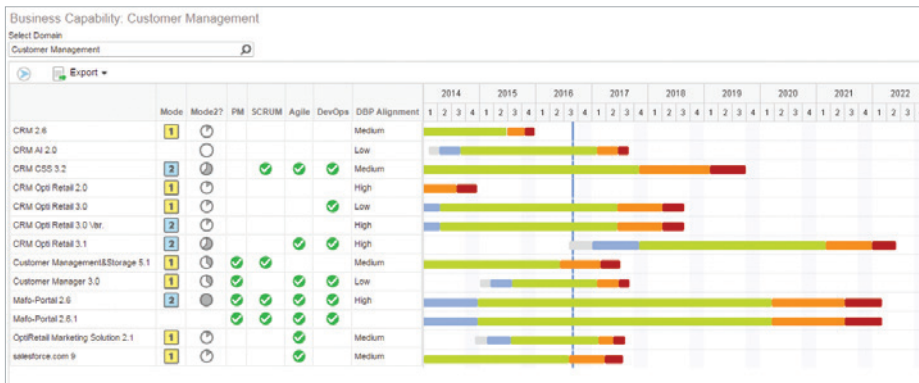 Business Capability: Customer Management
Select Domain
Customer Management
Export
2014 2015 2016 2017 2018 2019 2020 2021 2022
Mode Mode2? PM SCRUM Agile DevOps DBP Alignment 1 2 3 4 1 2 3 4 1 2 3 4 1 2 3 4 1 2 3 4 1 2 3 4 1 2 3 4 1 2 3 4 1 2 3
CRM 2.6 1 Medium
CRM AI 2.0 Low
CRM CSS 3.2 2 Medium
CRM Opti Retail 2.0 1 High
CRM Opti Retail 3.0 1 Low
CRM Opti Retail 3.0 Var. 2 High
CRM Opti Retail 3.1 2 High
Customer Management&Storage 5.1 1 Medium
Customer Manager 3.0 1 Low
Mafo-Portal 2.6 2 High
Mafo-Portal 2.6.1
OptiRetail Marketing Solution 2.1 1 Medium
salesforce.com 9 1 Medium